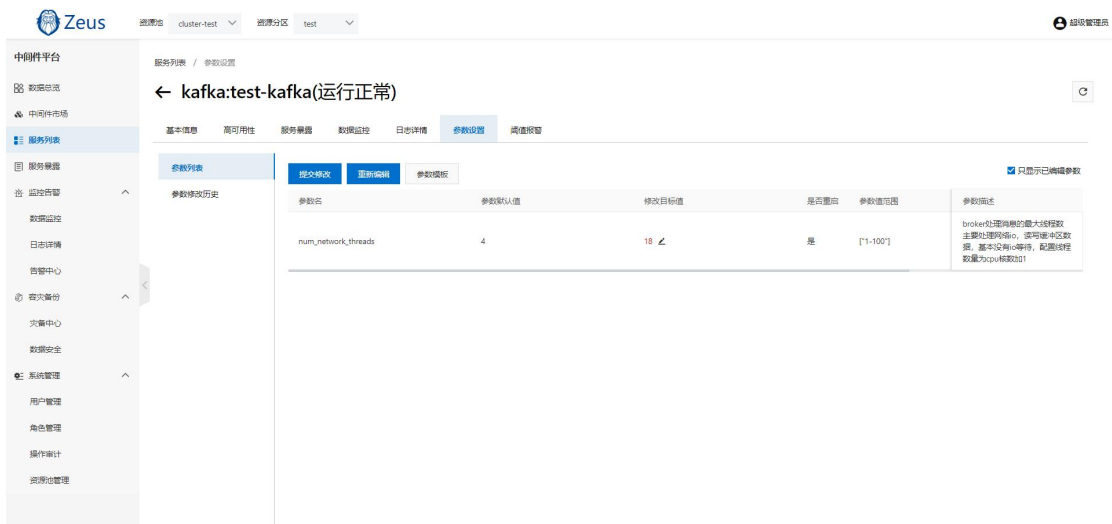 Zeus
资源池 cluster-test 资源分区 test
超级管理员
中间件平台
数据总览
中间件市场
服务列表
服务暴露
监控告警
数据监控
日志详情
告警中心
容灾备份
灾备中心
数据安全
系统管理
用户管理
角色管理
操作审计
资源池管理
服务列表 / 参数设置
← kafka:test-kafka(运行正常)
基本信息 高可用性 服务暴露 数据监控 日志详情 参数设置 阈值报警
参数列表
参数修改历史
提交修改 重新编辑 参数模板
只显示已编辑参数
参数名 参数默认值 修改目标值 是否重启 参数值范围 参数描述
num_network_threads 4 18 是 ["1-100"]
broker处理消息的最大线程数
主要处理网络io，读写缓冲区数
据，基本没有io等待，配置线程
数量为cpu核数加1